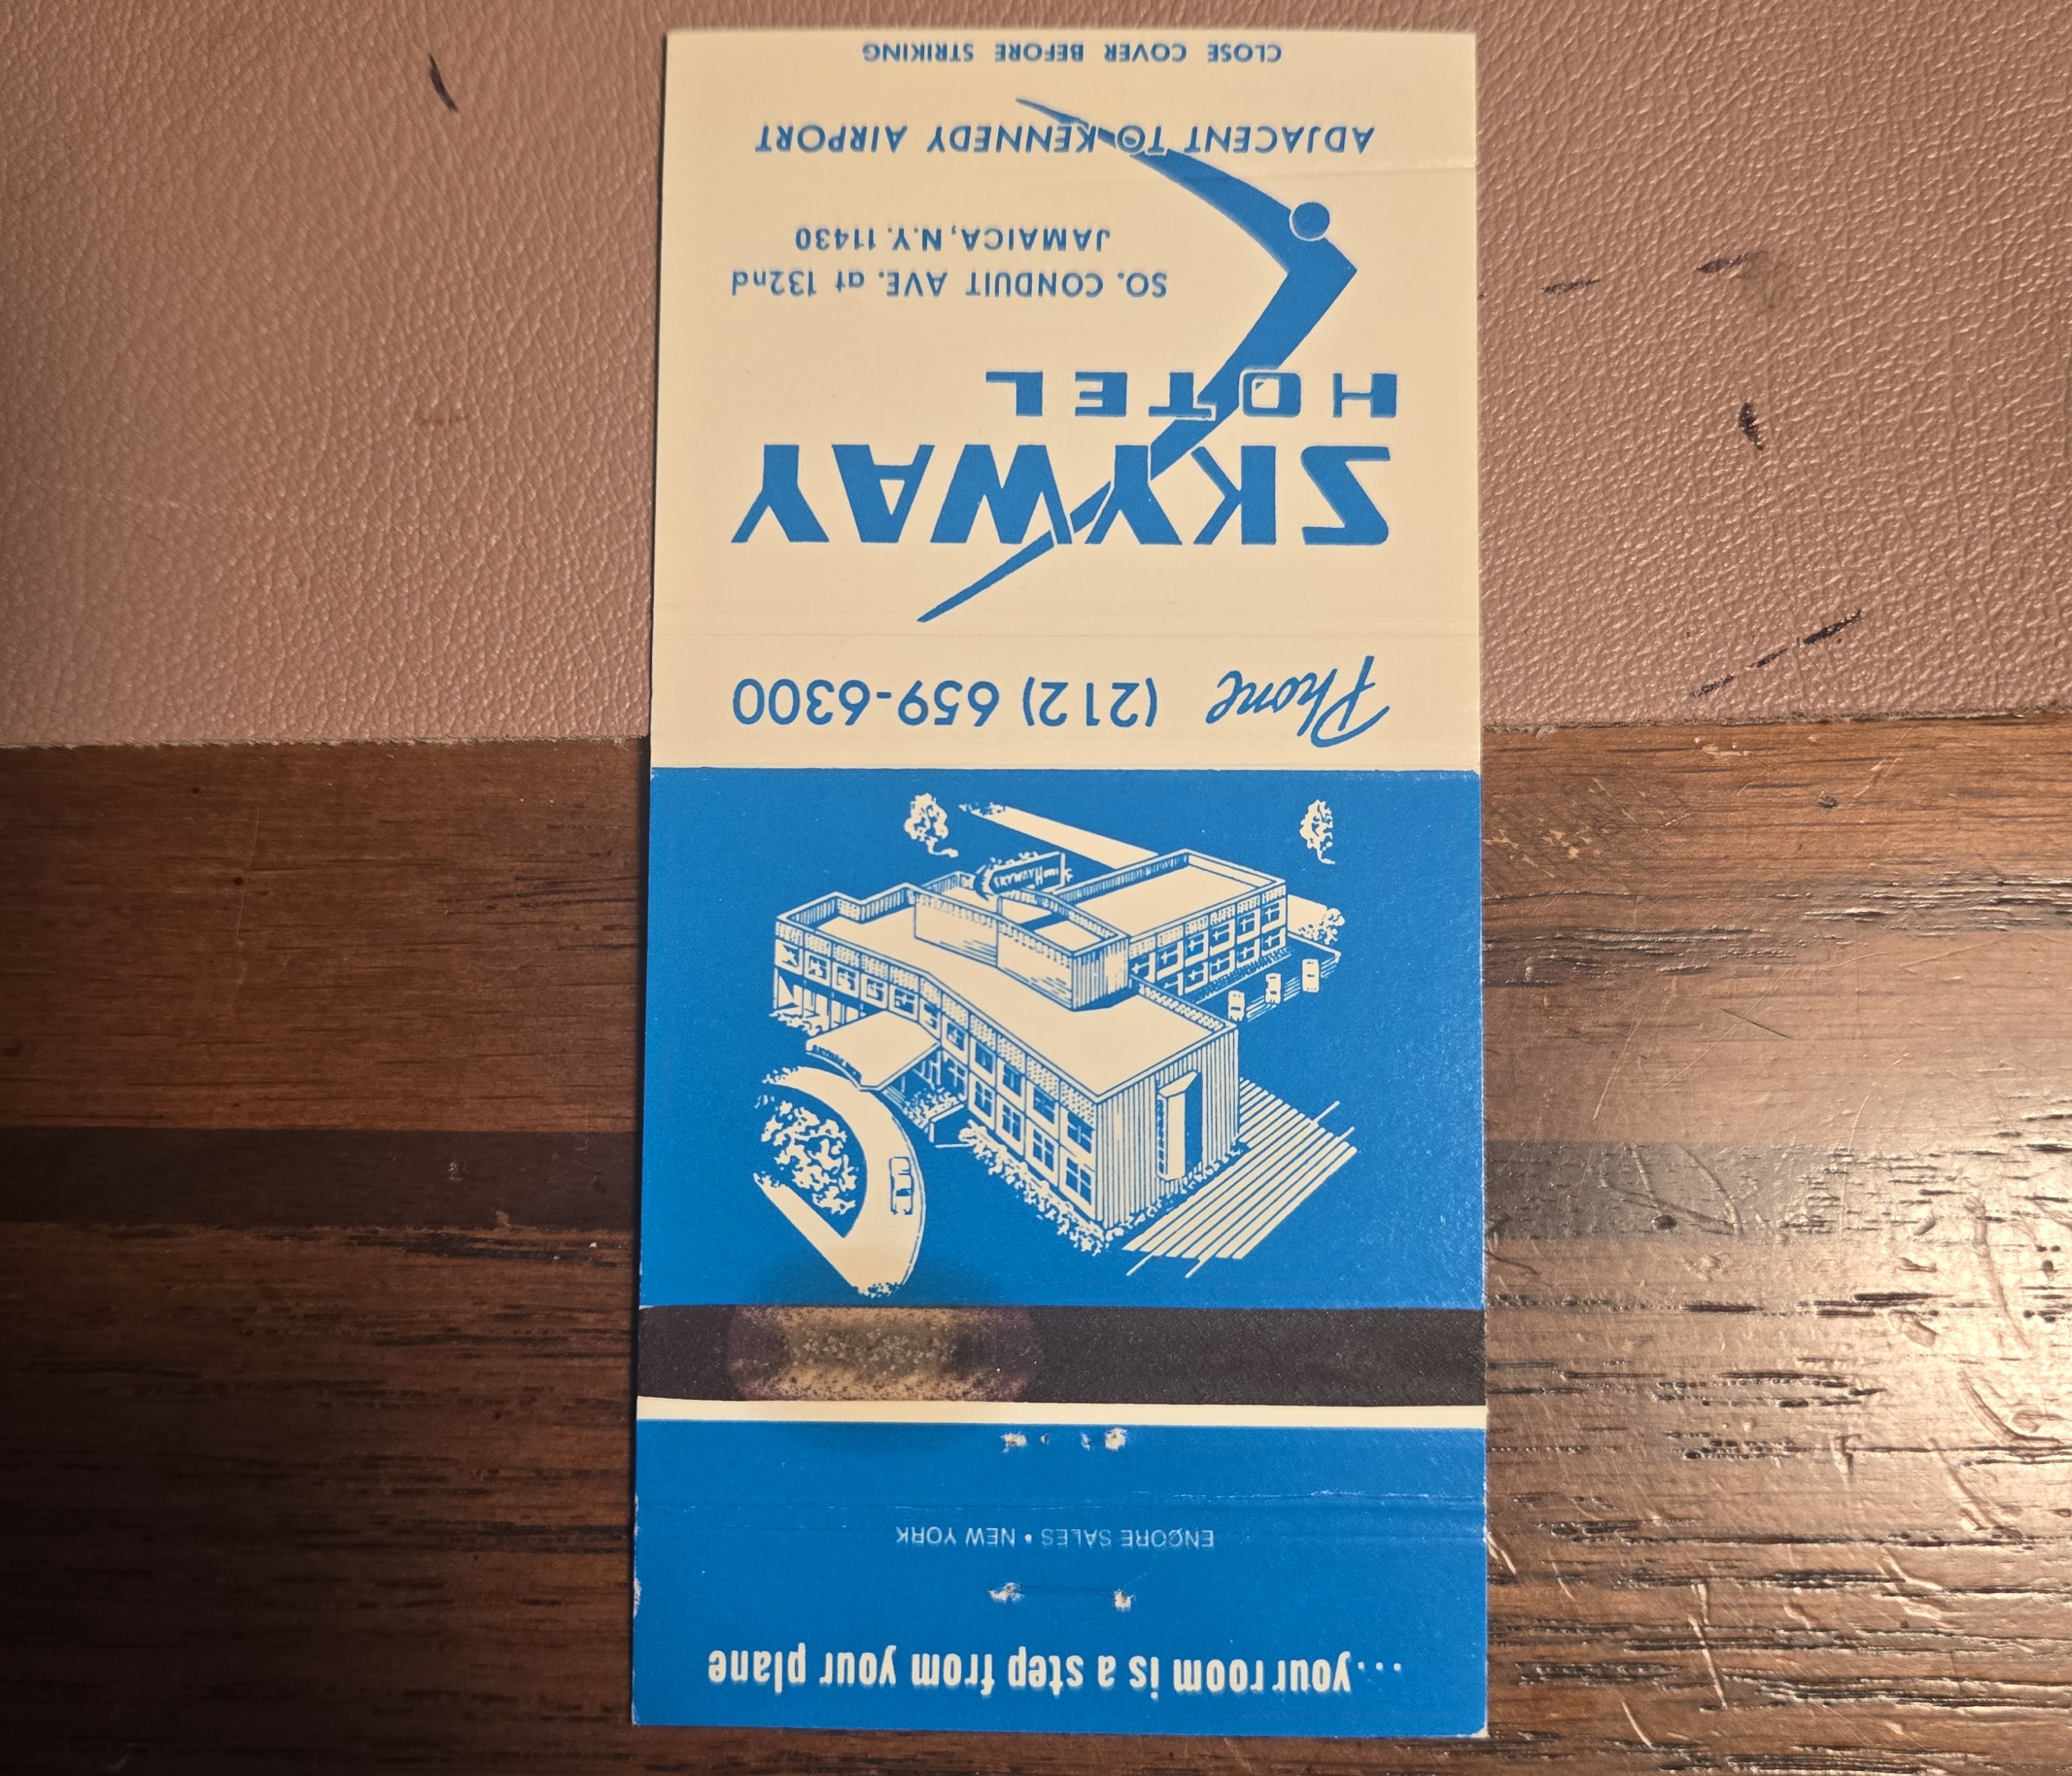 ...your room is a step from your plane
ENCORE SALES • NEW YORK
Phone (212) 659-6300
SKYWAY
HOTEL
SO. CONDUIT AVE. at 132nd
JAMAICA, N.Y. 11430
ADJACENT TO KENNEDY AIRPORT
CLOSE COVER BEFORE STRIKING